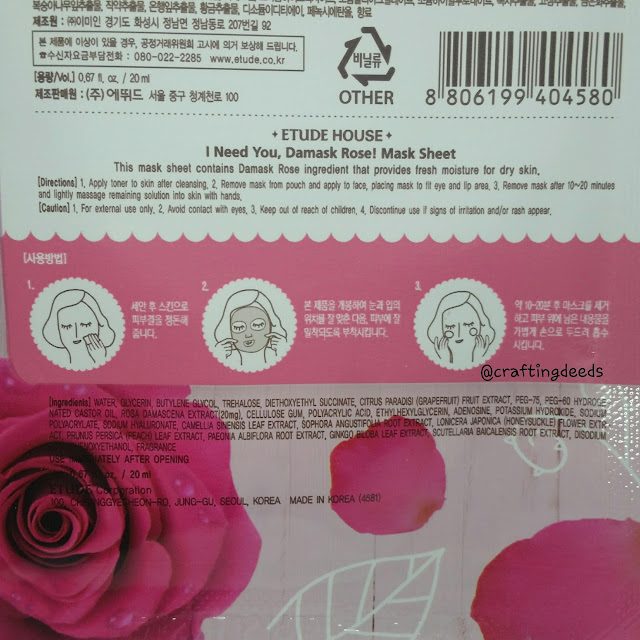 복숭아나무잎추출물, 작약추출물, 은행잎추출물, 황금추출물, 디소듐이디티에이, 페녹시에탄올, 향료
제조원 : ㈜이미인 경기도 화성시 정남면 정남동로 207번길 92
본 제품에 이상이 있을 경우, 공정거래위원회 고시에 의거 보상해 드립니다.
☎수신자요금부담전화 : 080-022-2285 www.etude.co.kr
[용량/Vol.] 0.67 fl. oz. / 20 ml
제조판매원 : (주)에뛰드 서울 중구 청계천로 100
비닐류
OTHER
8 806199 404580
ETUDE HOUSE
I Need You, Damask Rose! Mask Sheet
This mask sheet contains Damask Rose ingredient that provides fresh moisture for dry skin.
[Directions] 1. Apply toner to skin after cleansing, 2. Remove mask from pouch and apply to face, placing mask to fit eye and lip area, 3. Remove mask after 10~20 minutes
and lightly massage remaining solution into skin with hands.
[Caution] 1. For external use only, 2. Avoid contact with eyes, 3. Keep out of reach of children, 4. Discontinue use if signs of irritation and/or rash appear.
[사용방법]
1.
세안 후 스킨으로
피부결을 정돈해
줍니다.
2.
본 제품을 개봉하여 눈과 입의
위치를 잘 맞춘 다음, 피부에 잘
밀착되도록 부착시킵니다.
3.
약 10~20분 후 마스크를 제거
하고 피부 위에 남은 내용물을
가볍게 손으로 두드려 흡수
시킵니다.
@craftingdeeds
[Ingredients] WATER, GLYCERIN, BUTYLENE GLYCOL, TREHALOSE, DIETHOXYETHYL SUCCINATE, CITRUS PARADISI (GRAPEFRUIT) FRUIT EXTRACT, PEG-75, PEG-60 HYDROGE
NATED CASTOR OIL, ROSA DAMASCENA EXTRACT(20mg), CELLULOSE GUM, POLYACRYLIC ACID, ETHYLHEXYLGLYCERIN, ADENOSINE, POTASSIUM HYDROXIDE, SODIUM
POLYACRYLATE, SODIUM HYALURONATE, CAMELLIA SINENSIS LEAF EXTRACT, SOPHORA ANGUSTIFOLIA ROOT EXTRACT, LONICERA JAPONICA (HONEYSUCKLE) FLOWER EXTR
ACT, PRUNUS PERSICA (PEACH) LEAF EXTRACT, PAEONIA ALBIFLORA ROOT EXTRACT, GINKGO BILOBA LEAF EXTRACT, SCUTELLARIA BAICALENSIS ROOT EXTRACT, DISODIUM
FRAGRANCE
USE IMMEDIATELY AFTER OPENING
0.67 fl. oz. / 20 ml
ETUDE Corporation
100, CHEONGGYECHEON-RO, JUNG-GU, SEOUL, KOREA MADE IN KOREA (4581)